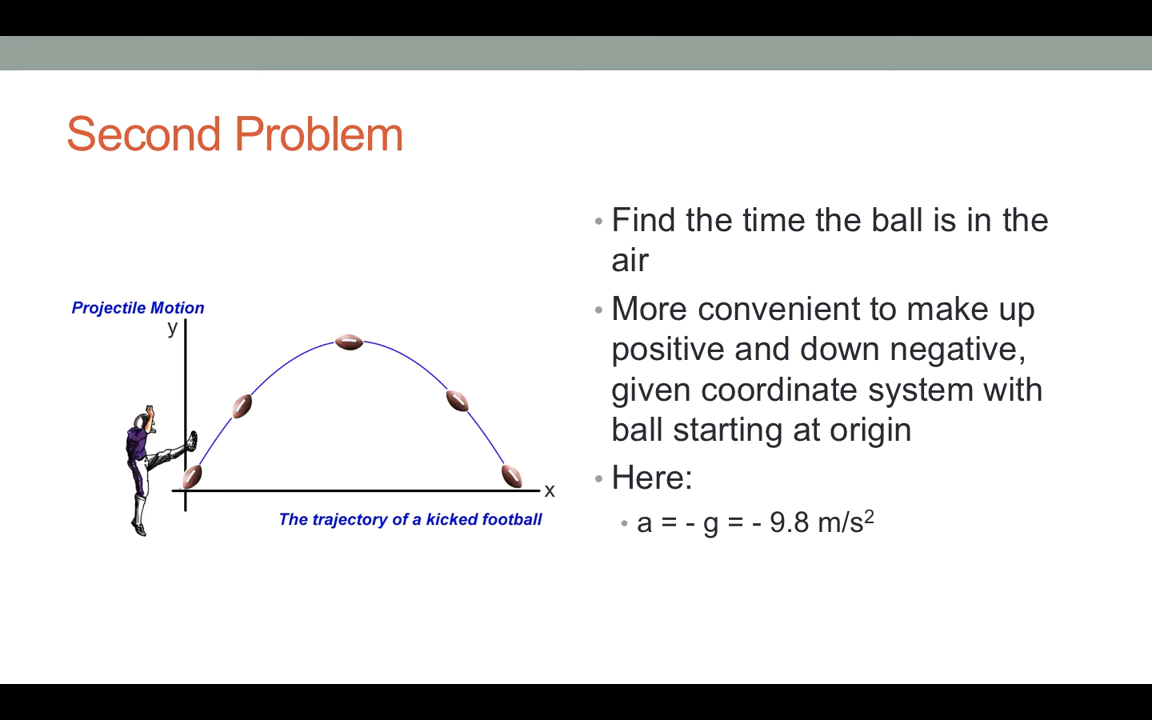 Second Problem
Projectile Motion
y
x
The trajectory of a kicked football
• Find the time the ball is in the
air
• More convenient to make up
positive and down negative,
given coordinate system with
ball starting at origin
• Here:
• a = - g = - 9.8 m/s²